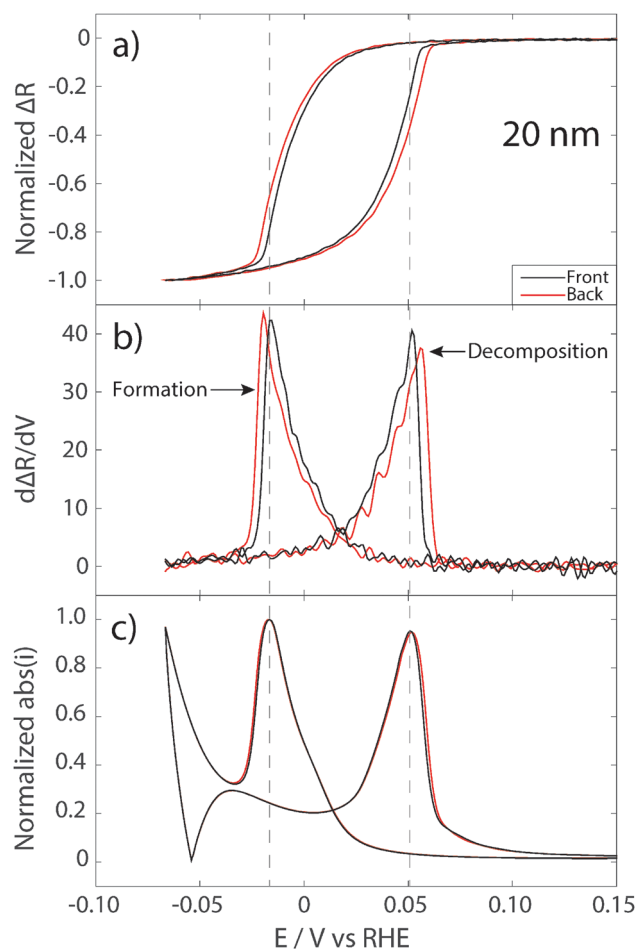 a)
Normalized ΔR
0
-0.2
-0.4
-0.6
-0.8
-1.0
20 nm
Front
Back
b)
dΔR/dV
40
30
20
10
0
Formation
Decomposition
c)
Normalized abs(i)
1.0
0.8
0.6
0.4
0.2
0
-0.10 -0.05 0 0.05 0.10 0.15
E / V vs RHE